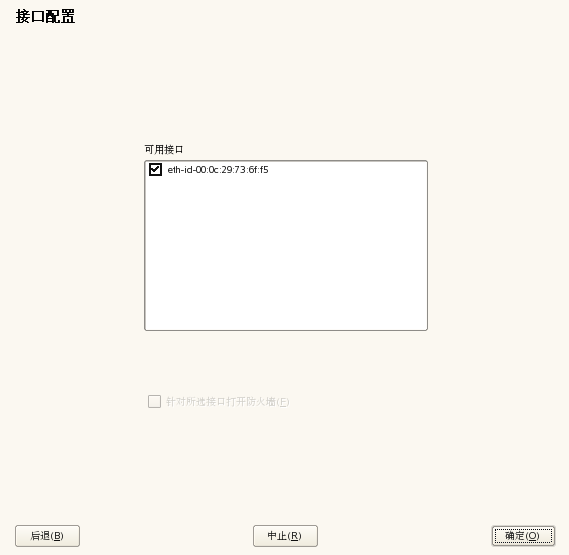 接口配置
可用接口
eth-id-00:0c:29:73:6f:f5
针对所选接口打开防火墙(F)
后退(B)
中止(R)
确定(O)